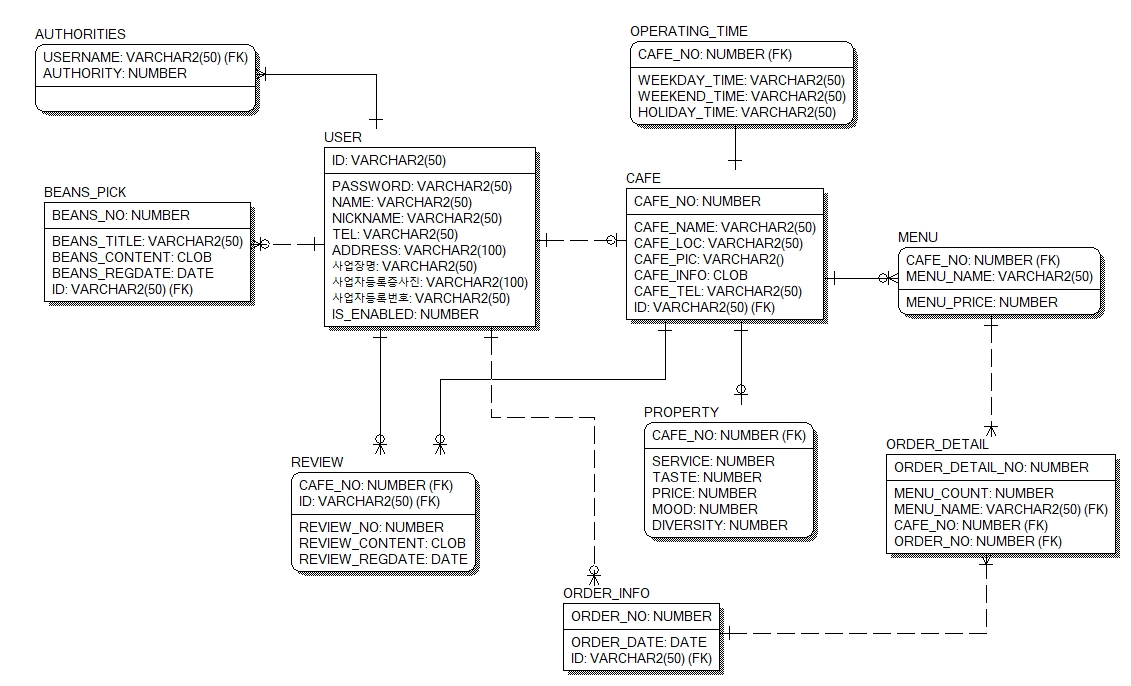 AUTHORITIES
USERNAME: VARCHAR2(50) (FK)
AUTHORITY: NUMBER
OPERATING_TIME
CAFE_NO: NUMBER (FK)
WEEKDAY_TIME: VARCHAR2(50)
WEEKEND_TIME: VARCHAR2(50)
HOLIDAY_TIME: VARCHAR2(50)
USER
ID: VARCHAR2(50)
PASSWORD: VARCHAR2(50)
NAME: VARCHAR2(50)
NICKNAME: VARCHAR2(50)
TEL: VARCHAR2(50)
ADDRESS: VARCHAR2(100)
사업장명: VARCHAR2(50)
사업자등록증사진: VARCHAR2(100)
사업자등록번호: VARCHAR2(50)
IS_ENABLED: NUMBER
BEANS_PICK
BEANS_NO: NUMBER
BEANS_TITLE: VARCHAR2(50)
BEANS_CONTENT: CLOB
BEANS_REGDATE: DATE
ID: VARCHAR2(50) (FK)
CAFE
CAFE_NO: NUMBER
CAFE_NAME: VARCHAR2(50)
CAFE_LOC: VARCHAR2(50)
CAFE_PIC: VARCHAR2()
CAFE_INFO: CLOB
CAFE_TEL: VARCHAR2(50)
ID: VARCHAR2(50) (FK)
MENU
CAFE_NO: NUMBER (FK)
MENU_NAME: VARCHAR2(50)
MENU_PRICE: NUMBER
REVIEW
CAFE_NO: NUMBER (FK)
ID: VARCHAR2(50) (FK)
REVIEW_NO: NUMBER
REVIEW_CONTENT: CLOB
REVIEW_REGDATE: DATE
PROPERTY
CAFE_NO: NUMBER (FK)
SERVICE: NUMBER
TASTE: NUMBER
PRICE: NUMBER
MOOD: NUMBER
DIVERSITY: NUMBER
ORDER_DETAIL
ORDER_DETAIL_NO: NUMBER
MENU_COUNT: NUMBER
MENU_NAME: VARCHAR2(50) (FK)
CAFE_NO: NUMBER (FK)
ORDER_NO: NUMBER (FK)
ORDER_INFO
ORDER_NO: NUMBER
ORDER_DATE: DATE
ID: VARCHAR2(50) (FK)